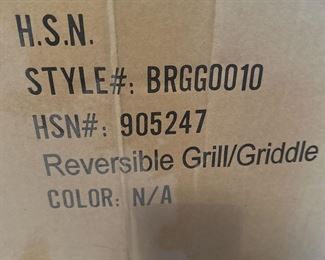 H.S.N.
STYLE#: BRGG0010
HSN#: 905247
Reversible Grill/Griddle
COLOR: N/A